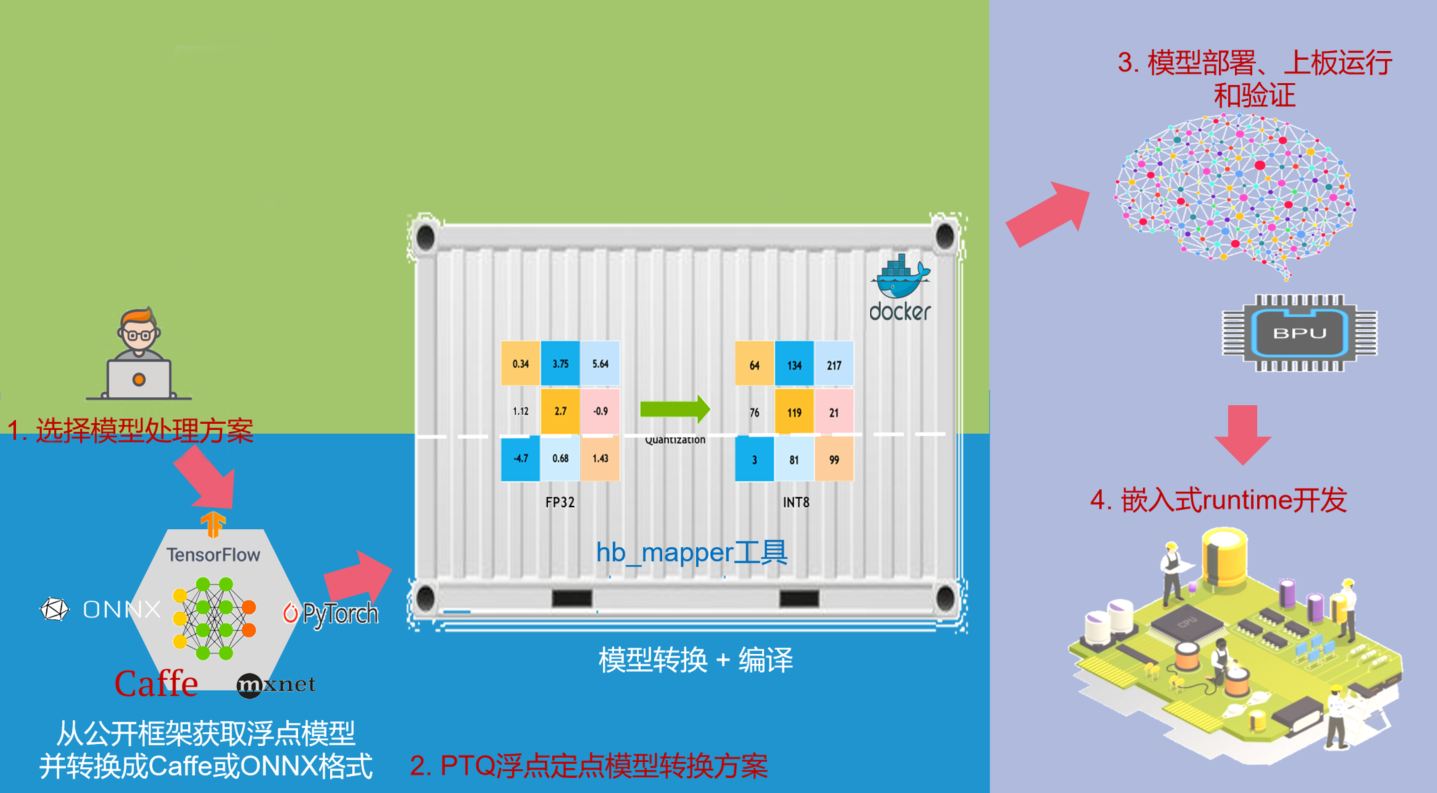 1. 选择模型处理方案
TensorFlow
ONNX
PyTorch
Caffe
mxnet
从公开框架获取浮点模型
并转换成Caffe或ONNX格式
docker
0.34 3.75 5.64
1.12 2.7 -0.9
-4.7 0.68 1.43
FP32
Quantization
64 134 217
76 119 21
3 81 99
INT8
hb_mapper工具
模型转换 + 编译
2. PTQ浮点定点模型转换方案
3. 模型部署、上板运行
和验证
BPU
4. 嵌入式runtime开发
CPU